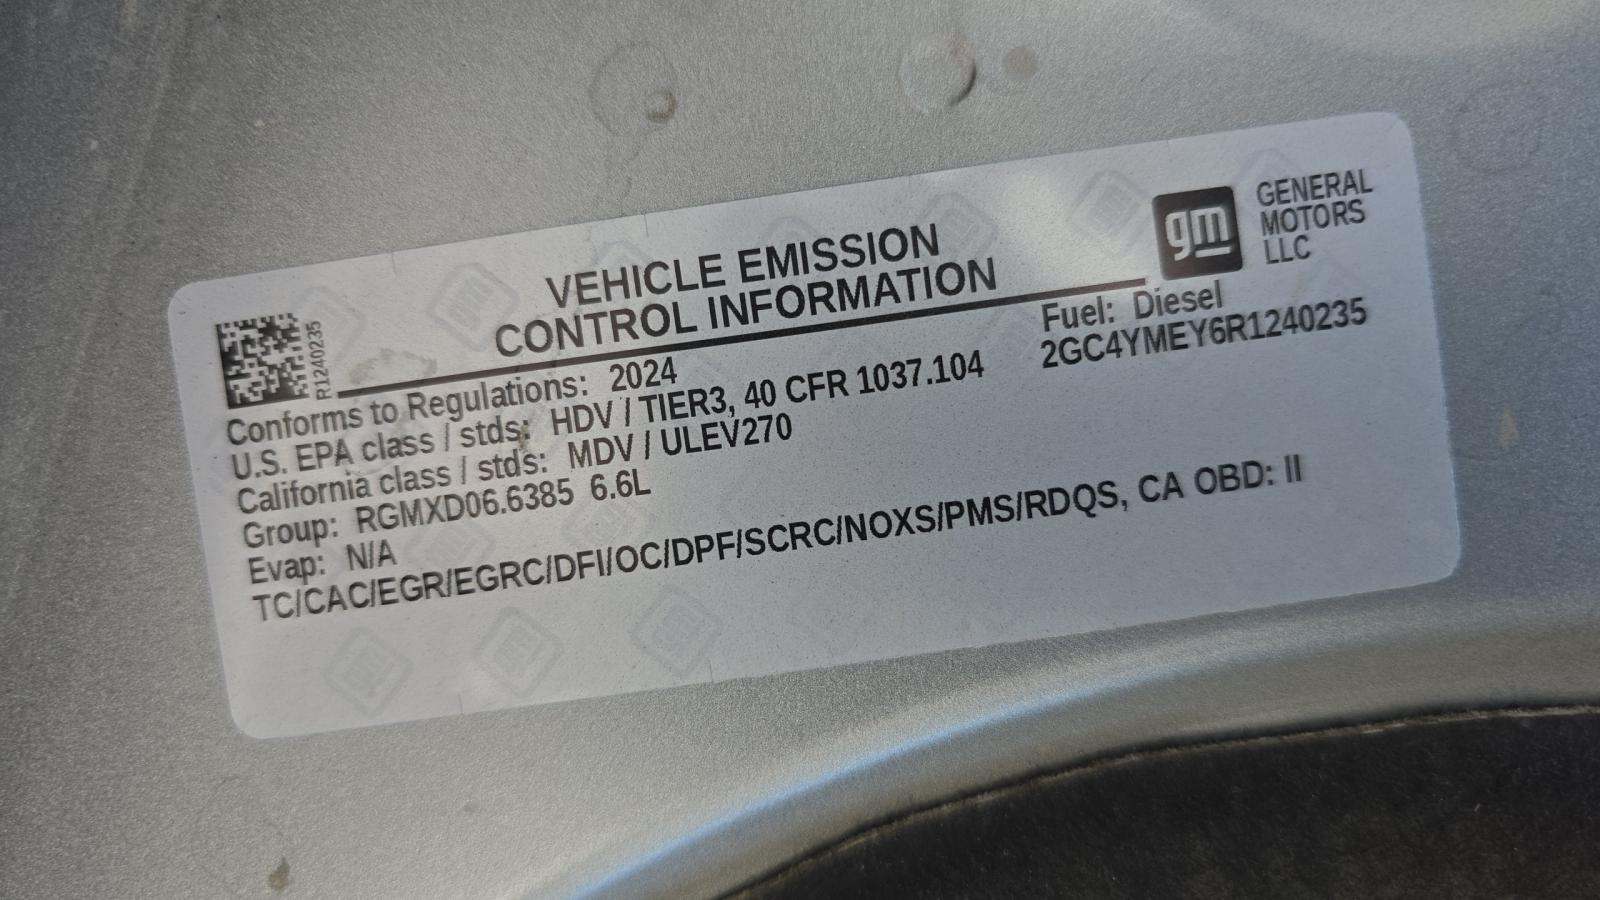 VEHICLE EMISSION
CONTROL INFORMATION
gm
GENERAL
MOTORS
LLC
R1240235
Conforms to Regulations: 2024
Fuel: Diesel
U.S. EPA class / stds: HDV / TIER3, 40 CFR 1037.104
2GC4YMEY6R1240235
California class / stds: MDV / ULEV270
Group: RGMXD06.6385 6.6L
Evap: N/A
TC/CAC/EGR/EGRC/DFI/OC/DPF/SCRC/NOXS/PMS/RDQS, CA OBD: II